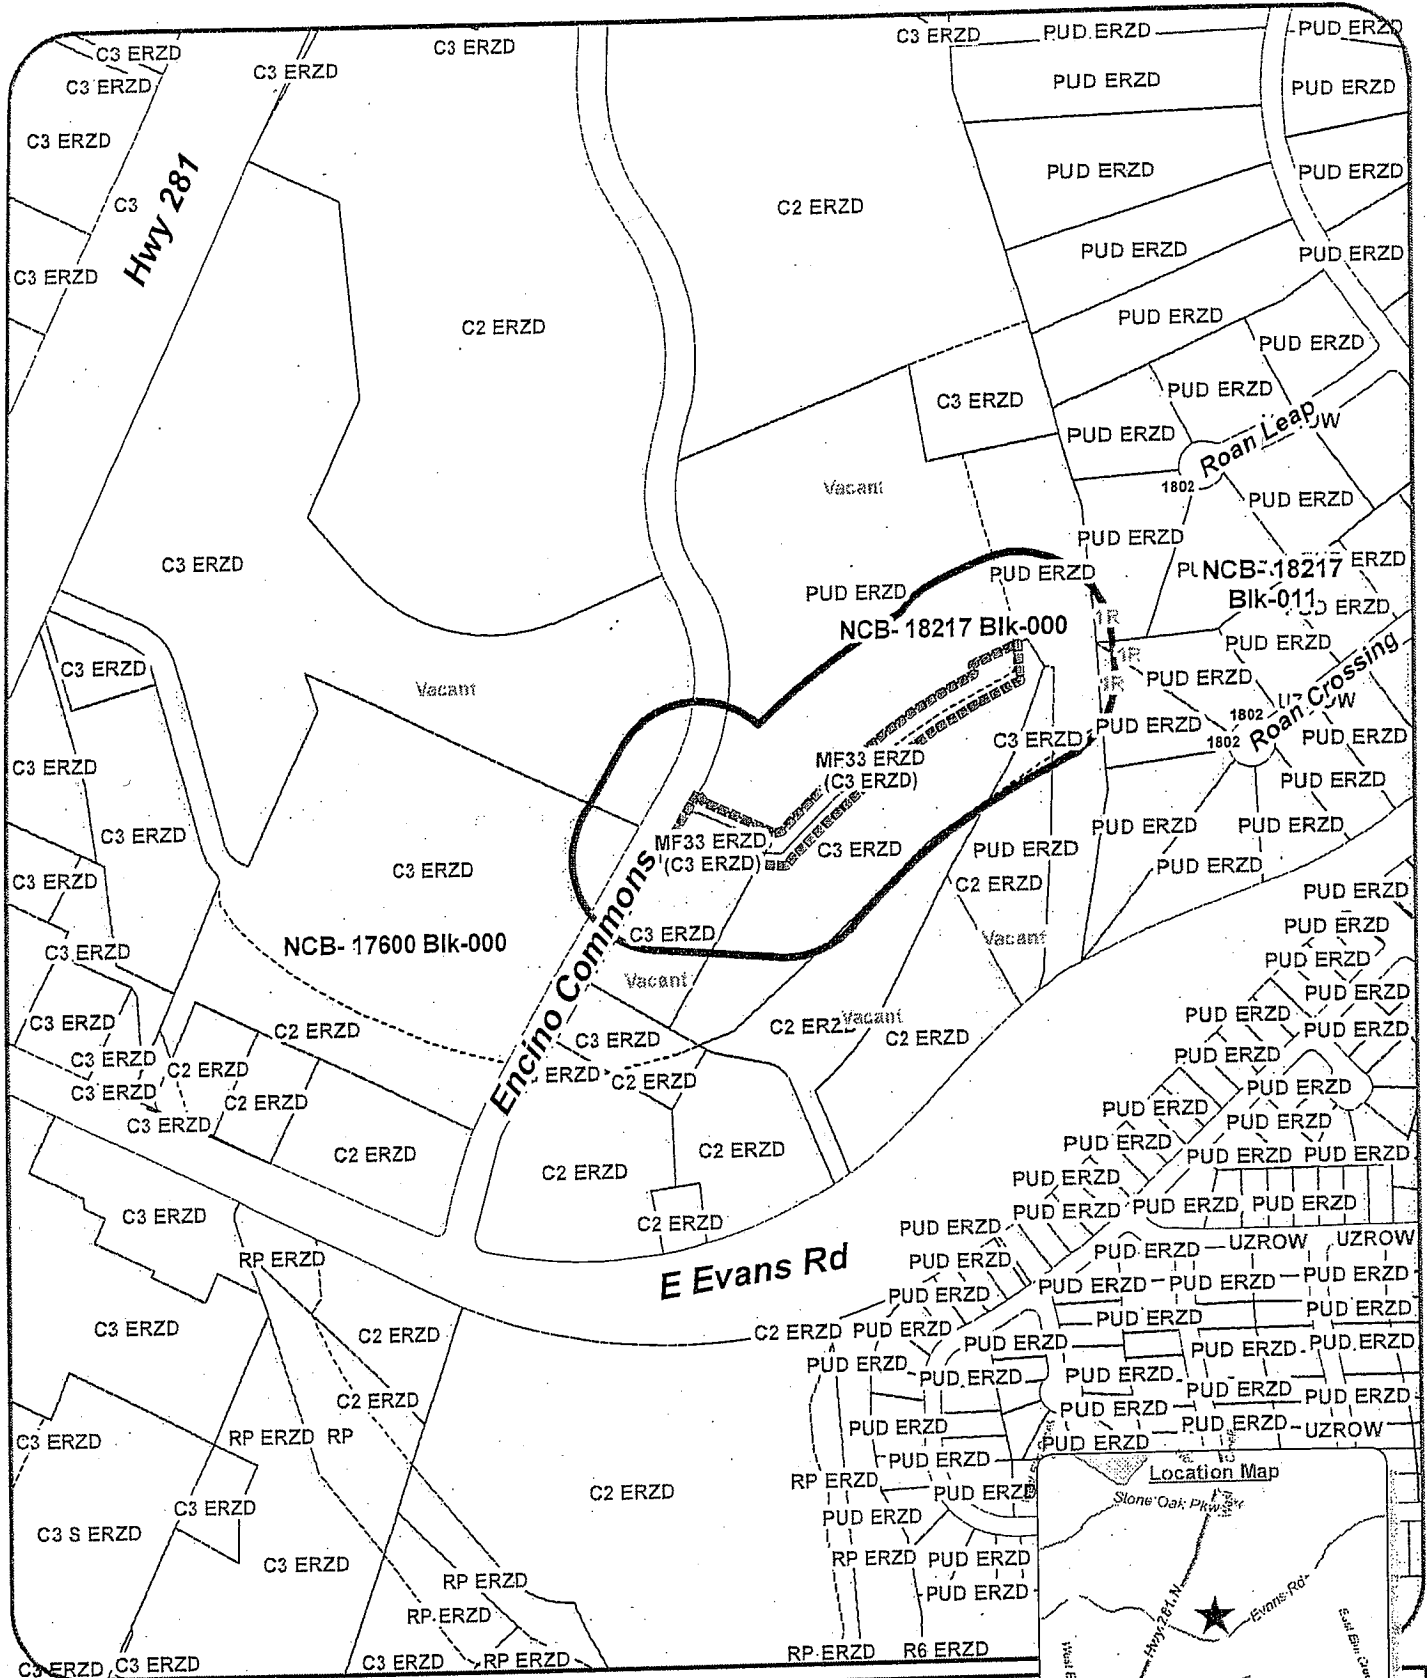 C3 ERZD
C3 ERZD
C3 ERZD
PUD ERZD
PUD ERZD
C3 ERZD
C3 ERZD
PUD ERZD
PUD ERZD
C3 ERZD
PUD ERZD
PUD ERZD
C3
Hwy 281
C2 ERZD
PUD ERZD
PUD ERZD
C3 ERZD
C2 ERZD
PUD ERZD
PUD ERZD
PUD ERZD
C3 ERZD
PUD ERZD
Roan Leap
Vacant
1802
PUD ERZD
C3 ERZD
PUD ERZD
PUD ERZD
PUD ERZD
NCB- 18217
Blk-011
NCB- 18217 Blk-000
1R
1R
1R
PUD ERZD
C3 ERZD
Vacant
PUD ERZD
Roan Crossing
1802
1802
PUD ERZD
PUD ERZD
C3 ERZD
C3 ERZD
MF33 ERZD
(C3 ERZD)
PUD ERZD
C3 ERZD
MF33 ERZD
(C3 ERZD)
C3 ERZD
PUD ERZD
PUD ERZD
PUD ERZD
C3 ERZD
C3 ERZD
C2 ERZD
PUD ERZD
PUD ERZD
Encino Commons
C3 ERZD
Vacant
PUD ERZD
C3 ERZD
NCB- 17600 Blk-000
Vacant
PUD ERZD
PUD ERZD
C3 ERZD
C2 ERZD
C3 ERZD
C2 ERZD
Vacant
C2 ERZD
PUD ERZD
PUD ERZD
C3 ERZD
C2 ERZD
ERZD
C2 ERZD
PUD ERZD
C3 ERZD
C2 ERZD
PUD ERZD
C3 ERZD
C2 ERZD
C2 ERZD
C2 ERZD
PUD ERZD
PUD ERZD
PUD ERZD
PUD ERZD
PUD ERZD
C3 ERZD
C2 ERZD
PUD ERZD
PUD ERZD
PUD ERZD
PUD ERZD
RP ERZD
E Evans Rd
PUD ERZD
PUD ERZD
UZROW
UZROW
PUD ERZD
PUD ERZD
PUD ERZD
PUD ERZD
C3 ERZD
C2 ERZD
C2 ERZD
PUD ERZD
PUD ERZD
PUD ERZD
PUD ERZD
PUD ERZD
PUD ERZD
PUD ERZD
PUD ERZD
PUD ERZD
C2 ERZD
PUD ERZD
PUD ERZD
PUD ERZD
C3 ERZD
RP ERZD
RP
PUD ERZD
PUD ERZD
UZROW
PUD ERZD
PUD ERZD
C3 ERZD
C3 S ERZD
C2 ERZD
RP ERZD
PUD ERZD
PUD ERZD
C3 ERZD
RP ERZD
RP ERZD
PUD ERZD
PUD ERZD
RP ERZD
C3 ERZD
C3 ERZD
C3 ERZD
RP ERZD
RP ERZD
R6 ERZD
Location Map
Stone Oak Pkwy
Hwy 281 N
Evans Rd